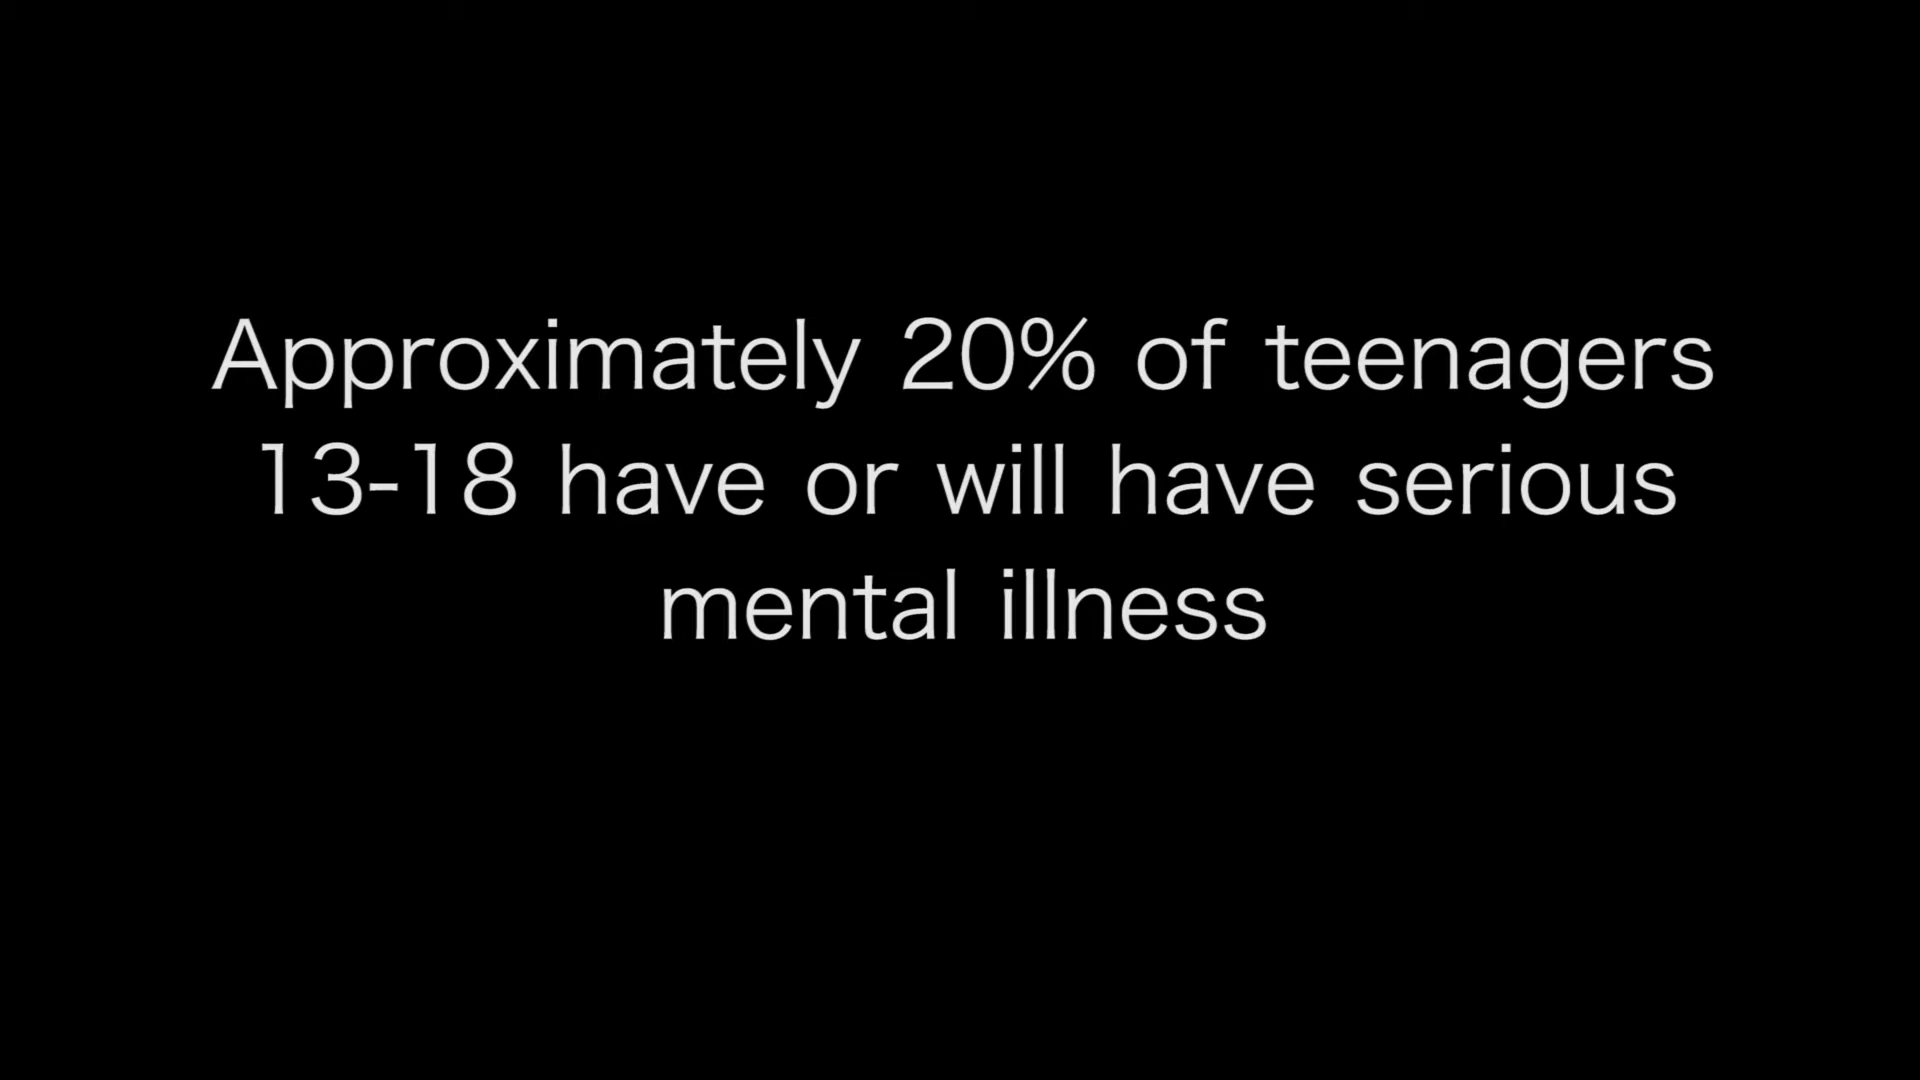 Approximately 20% of teenagers
13-18 have or will have serious
mental illness